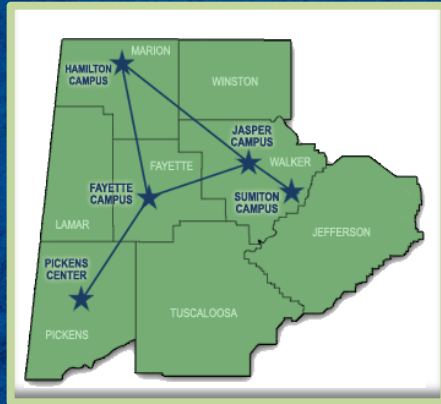 MARION
HAMILTON
CAMPUS
WINSTON
JASPER
CAMPUS
FAYETTE
WALKER
FAYETTE
CAMPUS
SUMITON
CAMPUS
LAMAR
JEFFERSON
PICKENS
CENTER
TUSCALOOSA
PICKENS